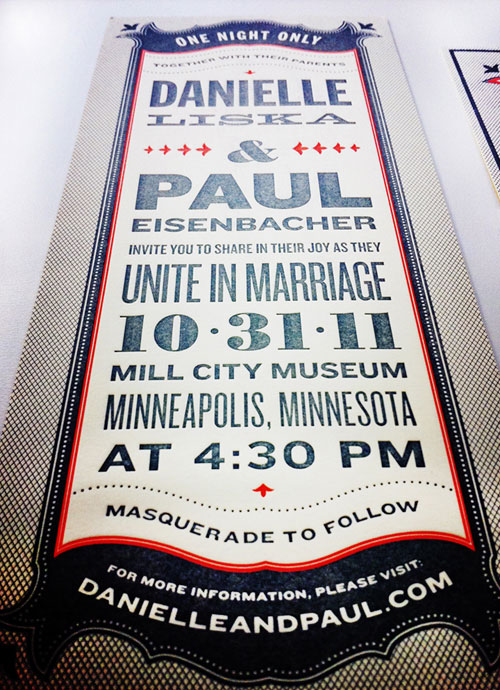 ONE NIGHT ONLY
TOGETHER WITH THEIR PARENTS
DANIELLE
LISKA
&
PAUL
EISENBACHER
INVITE YOU TO SHARE IN THEIR JOY AS THEY
UNITE IN MARRIAGE
10·31·11
MILL CITY MUSEUM
MINNEAPOLIS, MINNESOTA
AT 4:30 PM
MASQUERADE TO FOLLOW
FOR MORE INFORMATION, PLEASE VISIT:
DANIELLEANDPAUL.COM